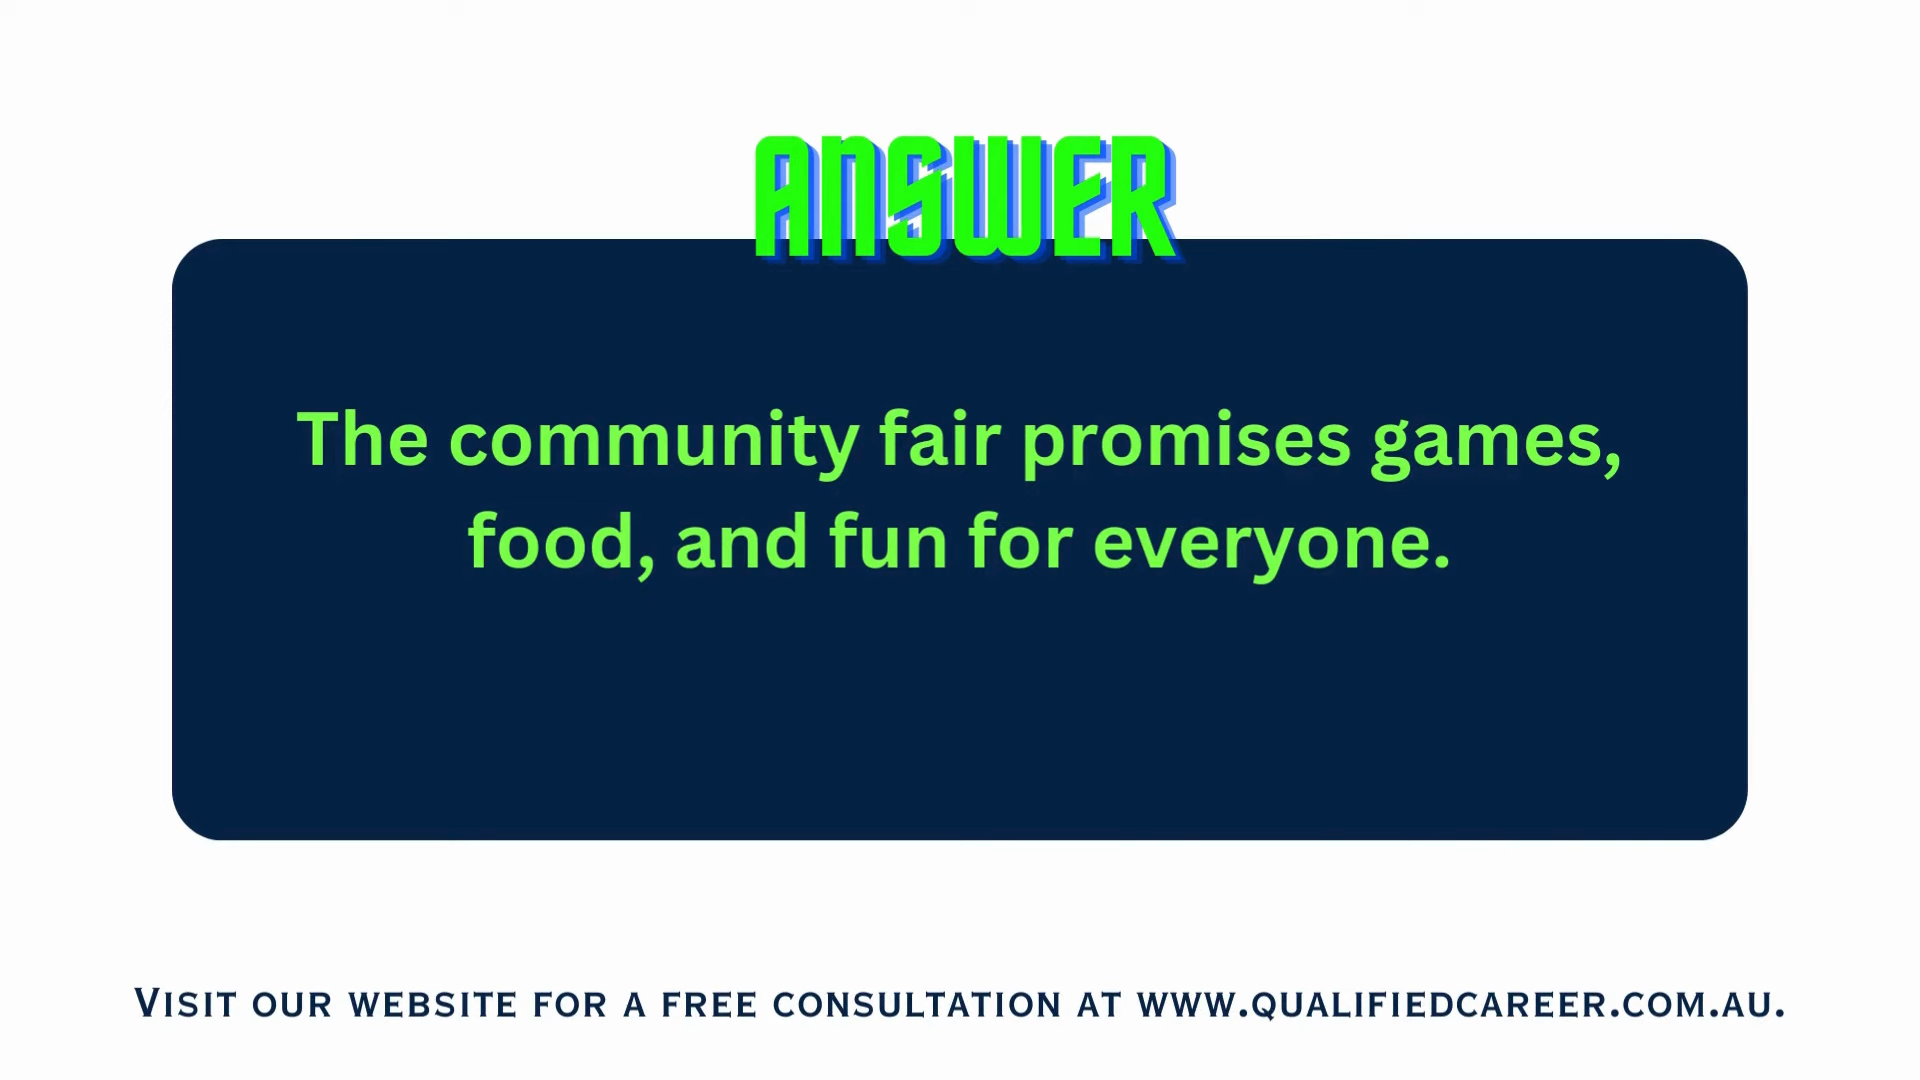 ANSWER
The community fair promises games,
food, and fun for everyone.
Visit our website for a free consultation at www.qualifiedcareer.com.au.